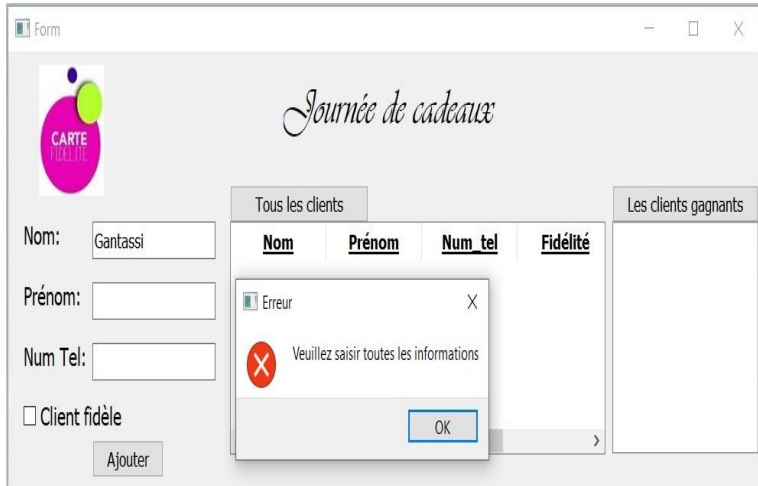 Form
CARTE
FIDELITE
Journée de cadeaux
Tous les clients
Les clients gagnants
Nom:
Gantassi
Nom Prénom Num_tel Fidélité
Prénom:
Erreur
Veuillez saisir toutes les informations
Num Tel:
OK
Client fidèle
Ajouter